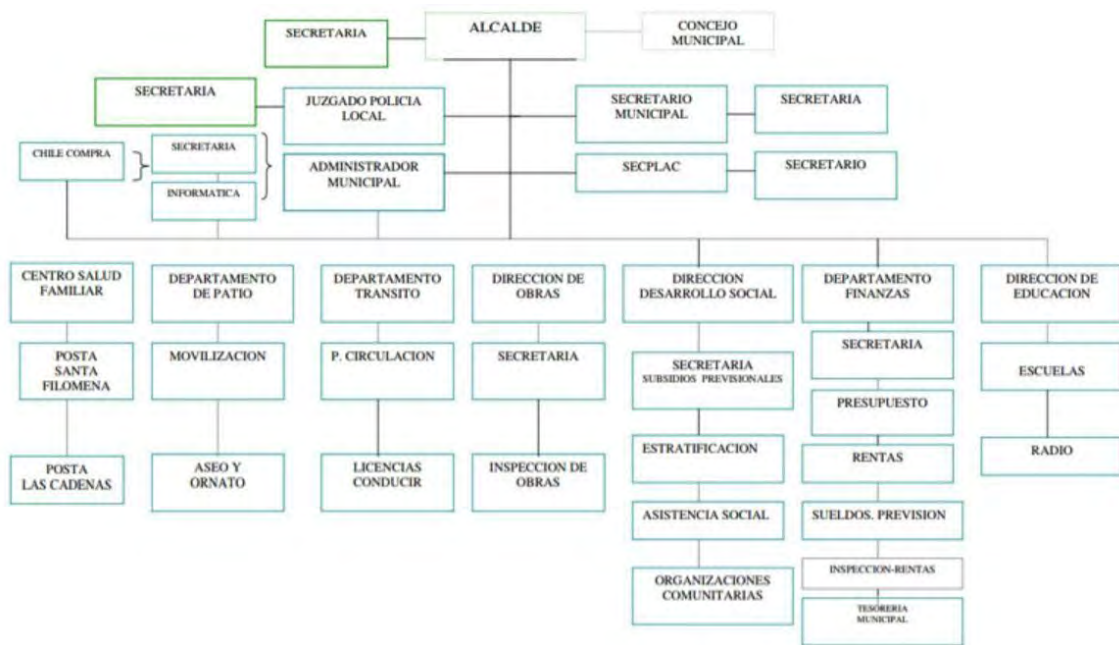 ALCALDE
CONCEJO
MUNICIPAL
SECRETARIA
SECRETARIA
JUZGADO POLICIA
LOCAL
SECRETARIO
MUNICIPAL
SECRETARIA
CHILE COMPRA
SECRETARIA
INFORMATICA
ADMINISTRADOR
MUNICIPAL
SECPLAC
SECRETARIO
CENTRO SALUD
FAMILIAR
DEPARTAMENTO
DE PATIO
DEPARTAMENTO
TRANSITO
DIRECCION DE
OBRAS
DIRECCION
DESARROLLO SOCIAL
DEPARTAMENTO
FINANZAS
DIRECCION DE
EDUCACION
POSTA
SANTA
FILOMENA
MOVILIZACION
P. CIRCULACION
SECRETARIA
SECRETARIA
SUBSIDIOS PREVISIONALES
SECRETARIA
ESCUELAS
PRESUPUESTO
POSTA
LAS CADENAS
ASEO Y
ORNATO
LICENCIAS
CONDUCIR
INSPECCION DE
OBRAS
ESTRATIFICACION
RENTAS
RADIO
ASISTENCIA SOCIAL
SUELDOS. PREVISION
ORGANIZACIONES
COMUNITARIAS
INSPECCION-RENTAS
TESORERIA
MUNICIPAL